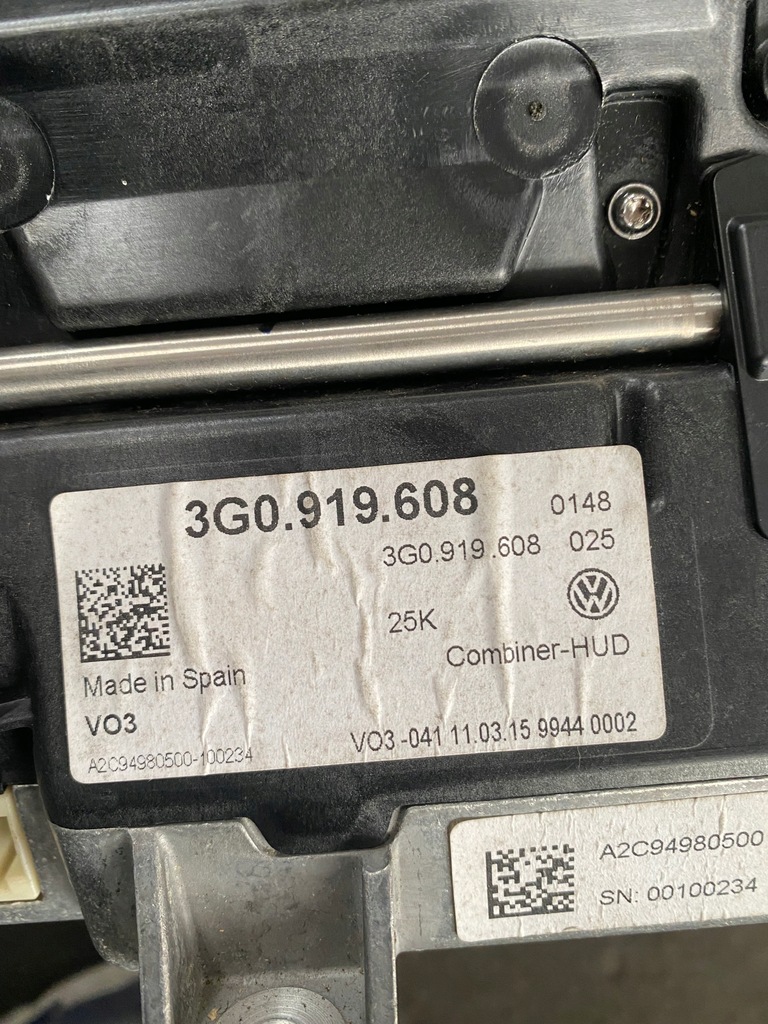 3G0.919.608 0148
3G0.919.608 025
25K
Combiner-HUD
Made in Spain
VO3
VO3-041 11.03.15 9944 0002
A2C94980500-100234
A2C94980500
SN: 00100234